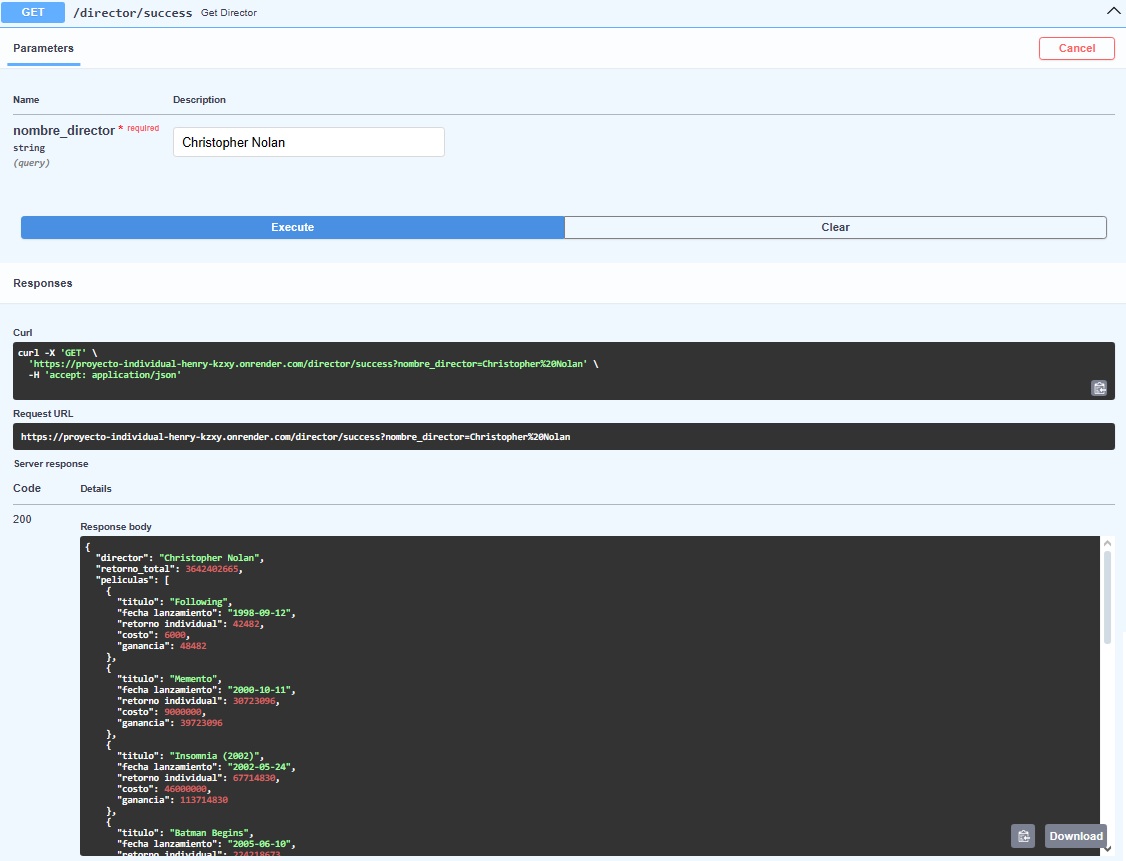 GET /director/success Get Director
Parameters
Cancel
Name Description
nombre_director * required
string
(query)
Christopher Nolan
Execute Clear
Responses
Curl
curl -X 'GET' \
'https://proyecto-individual-henry-kzxy.onrender.com/director/success?nombre_director=Christopher%20Nolan' \
-H 'accept: application/json'
Request URL
https://proyecto-individual-henry-kzxy.onrender.com/director/success?nombre_director=Christopher%20Nolan
Server response
Code Details
200
Response body
{
"director": "Christopher Nolan",
"retorno_total": 3642402665,
"peliculas": [
{
"titulo": "Following",
"fecha lanzamiento": "1998-09-12",
"retorno individual": 42482,
"costo": 6000,
"ganancia": 48482
},
{
"titulo": "Memento",
"fecha lanzamiento": "2000-10-11",
"retorno individual": 30723096,
"costo": 9000000,
"ganancia": 39723096
},
{
"titulo": "Insomnia (2002)",
"fecha lanzamiento": "2002-05-24",
"retorno individual": 67714830,
"costo": 46000000,
"ganancia": 113714830
},
{
"titulo": "Batman Begins",
"fecha lanzamiento": "2005-06-10",
"retorno individual": 224218673,
Download